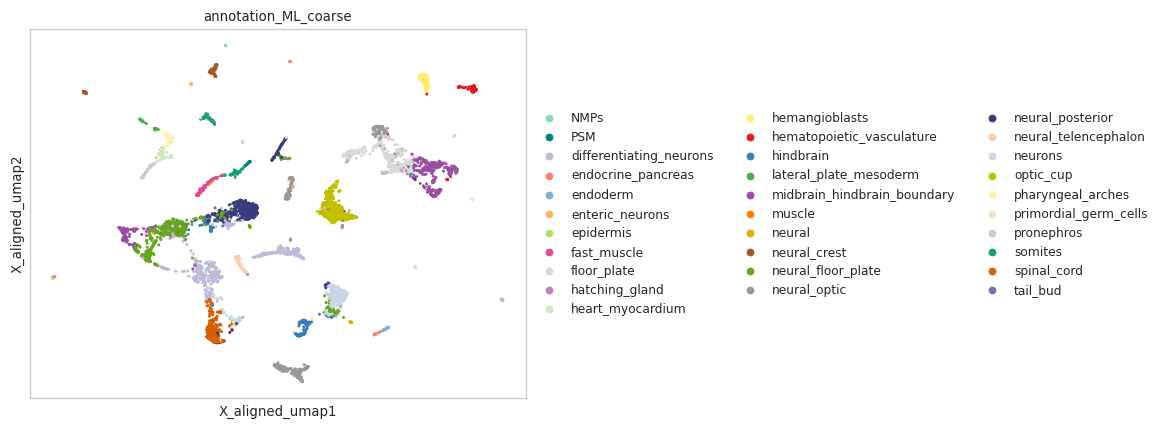 annotation_ML_coarse
X_aligned_umap2
X_aligned_umap1
NMPs
PSM
differentiating_neurons
endocrine_pancreas
endoderm
enteric_neurons
epidermis
fast_muscle
floor_plate
hatching_gland
heart_myocardium
hemangioblasts
hematopoietic_vasculature
hindbrain
lateral_plate_mesoderm
midbrain_hindbrain_boundary
muscle
neural
neural_crest
neural_floor_plate
neural_optic
neural_posterior
neural_telencephalon
neurons
optic_cup
pharyngeal_arches
primordial_germ_cells
pronephros
somites
spinal_cord
tail_bud